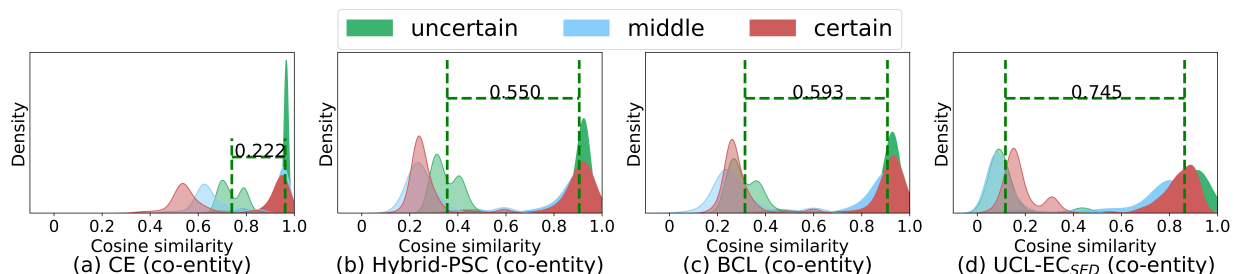 uncertain middle certain
0.222 0.550 0.593 0.745
Density Density Density Density
0 0.2 0.4 0.6 0.8 1.0 0 0.2 0.4 0.6 0.8 1.0 0 0.2 0.4 0.6 0.8 1.0 0 0.2 0.4 0.6 0.8 1.0
Cosine similarity Cosine similarity Cosine similarity Cosine similarity
(a) CE (co-entity) (b) Hybrid-PSC (co-entity) (c) BCL (co-entity) (d) UCL-EC_SED (co-entity)